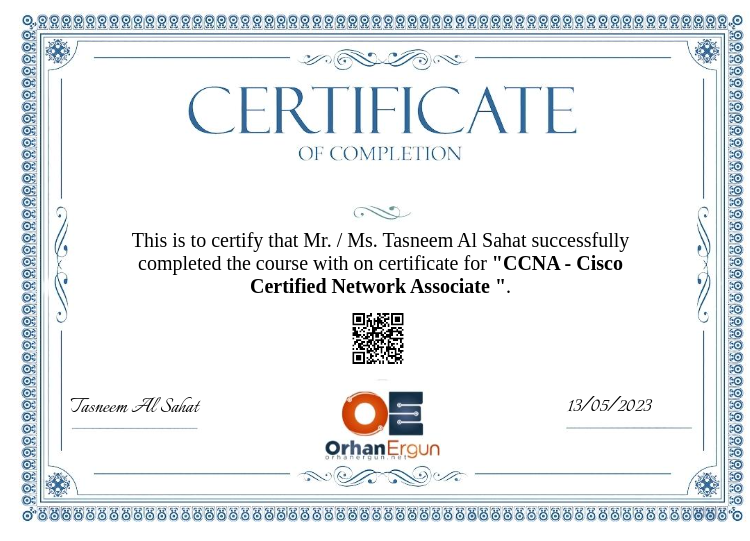 CERTIFICATE
OF COMPLETION
This is to certify that Mr. / Ms. Tasneem Al Sahat successfully
completed the course with on certificate for "CCNA - Cisco
Certified Network Associate ".
Tasneem Al Sahat
13/05/2023
OE
OrhanErgun
orhanergun.net